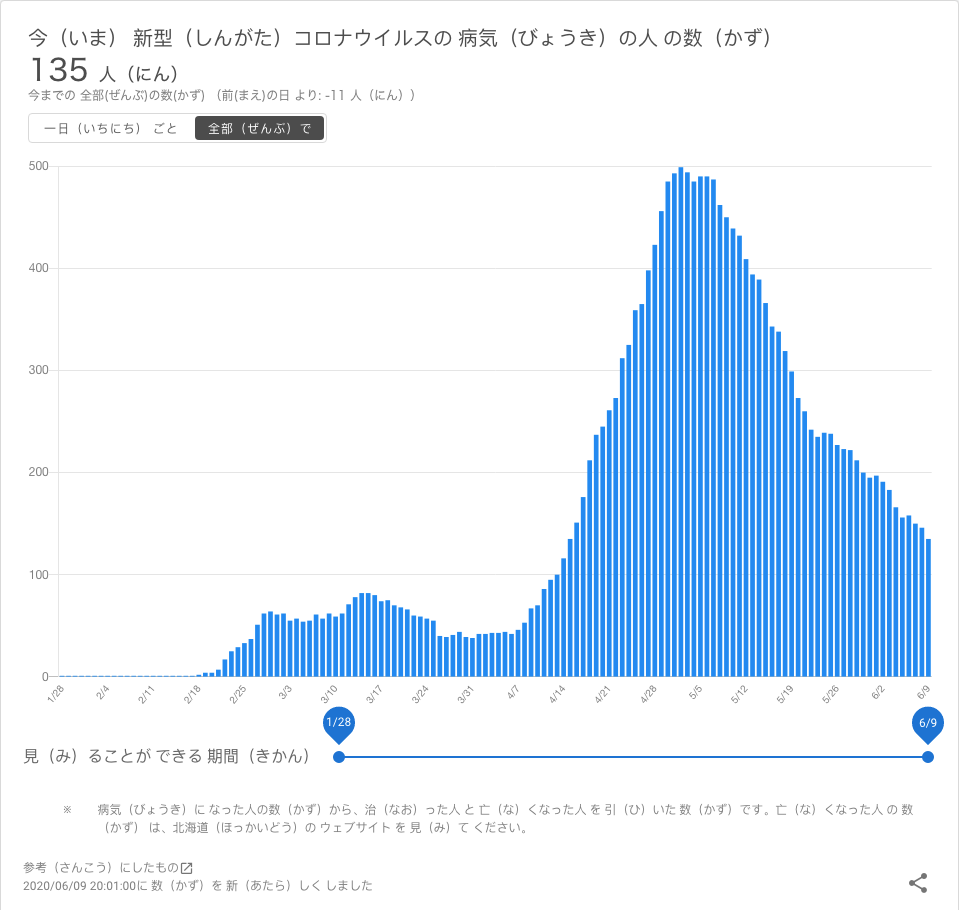 今（いま） 新型（しんがた）コロナウイルスの 病気（びょうき）の人 の数（かず）
135 人（にん）
今までの 全部(ぜんぶ)の数(かず) （前(まえ)の日 より: -11 人（にん））
一日（いちにち） ごと 全部（ぜんぶ）で
500
400
300
200
100
0
1/28 2/4 2/11 2/18 2/25 3/3 3/10 3/17 3/24 3/31 4/7 4/14 4/21 4/28 5/5 5/12 5/19 5/26 6/2 6/9
1/28 6/9
見（み）ることが できる 期間（きかん）
※ 病気（びょうき）に なった人の数（かず）から、治（なお）った人 と 亡（な）くなった人 を 引（ひ）いた 数（かず）です。亡（な）くなった人 の 数
（かず） は、北海道（ほっかいどう）の ウェブサイト を 見（み）て ください。
参考（さんこう）にしたもの
2020/06/09 20:01:00に 数（かず）を 新（あたら）しく しました